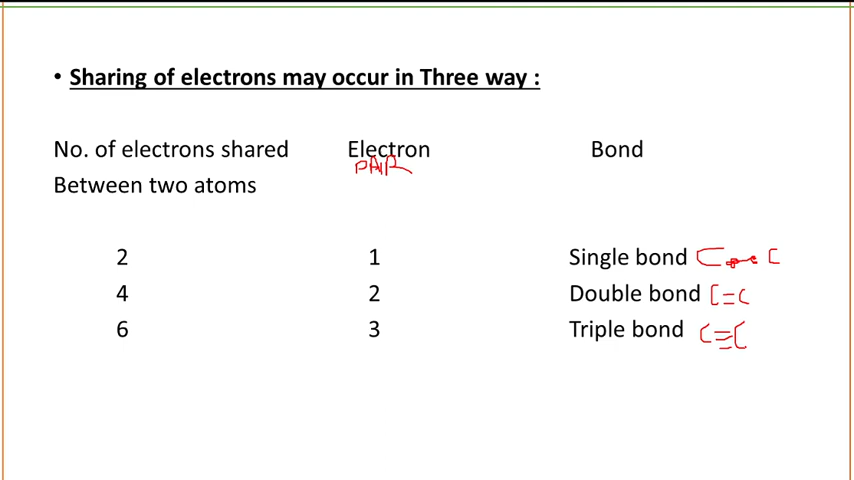 • Sharing of electrons may occur in Three way :
No. of electrons shared Electron Bond
PAIR
Between two atoms
2 1 Single bond C C
4 2 Double bond C=C
6 3 Triple bond C≡C